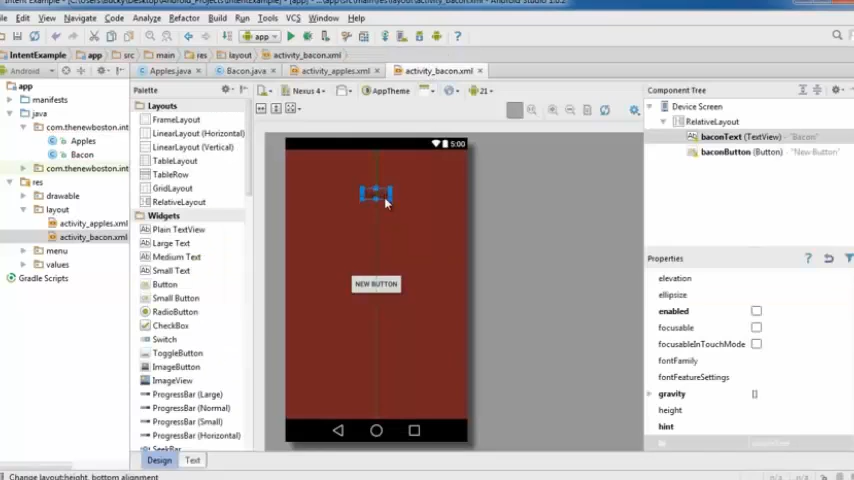 Edit View Navigate Code Analyze Refactor Build Run Tools VCS Window Help
app
IntentExample app src main res layout activity_bacon.xml
Android Apples.java Bacon.java activity_apples.xml activity_bacon.xml
app
manifests
java
com.thenewboston.int
Apples
Bacon
com.thenewboston.int
res
drawable
layout
activity_apples.xml
activity_bacon.xml
menu
values
Gradle Scripts
Palette
Layouts
FrameLayout
LinearLayout (Horizontal)
LinearLayout (Vertical)
TableLayout
TableRow
GridLayout
RelativeLayout
Widgets
Plain TextView
Large Text
Medium Text
Small Text
Button
Small Button
RadioButton
CheckBox
Switch
ToggleButton
ImageButton
ImageView
ProgressBar (Large)
ProgressBar (Normal)
ProgressBar (Small)
ProgressBar (Horizontal)
SeekBar
Nexus 4 AppTheme 21
5:00
NEW BUTTON
Design Text
Component Tree
Device Screen
RelativeLayout
baconText (TextView) - "Bacon"
baconButton (Button) - "New Button"
Properties
elevation
ellipsize
enabled
focusable
focusableInTouchMode
fontFamily
fontFeatureSettings
gravity []
height
hint
Change layout:height, bottom alignment